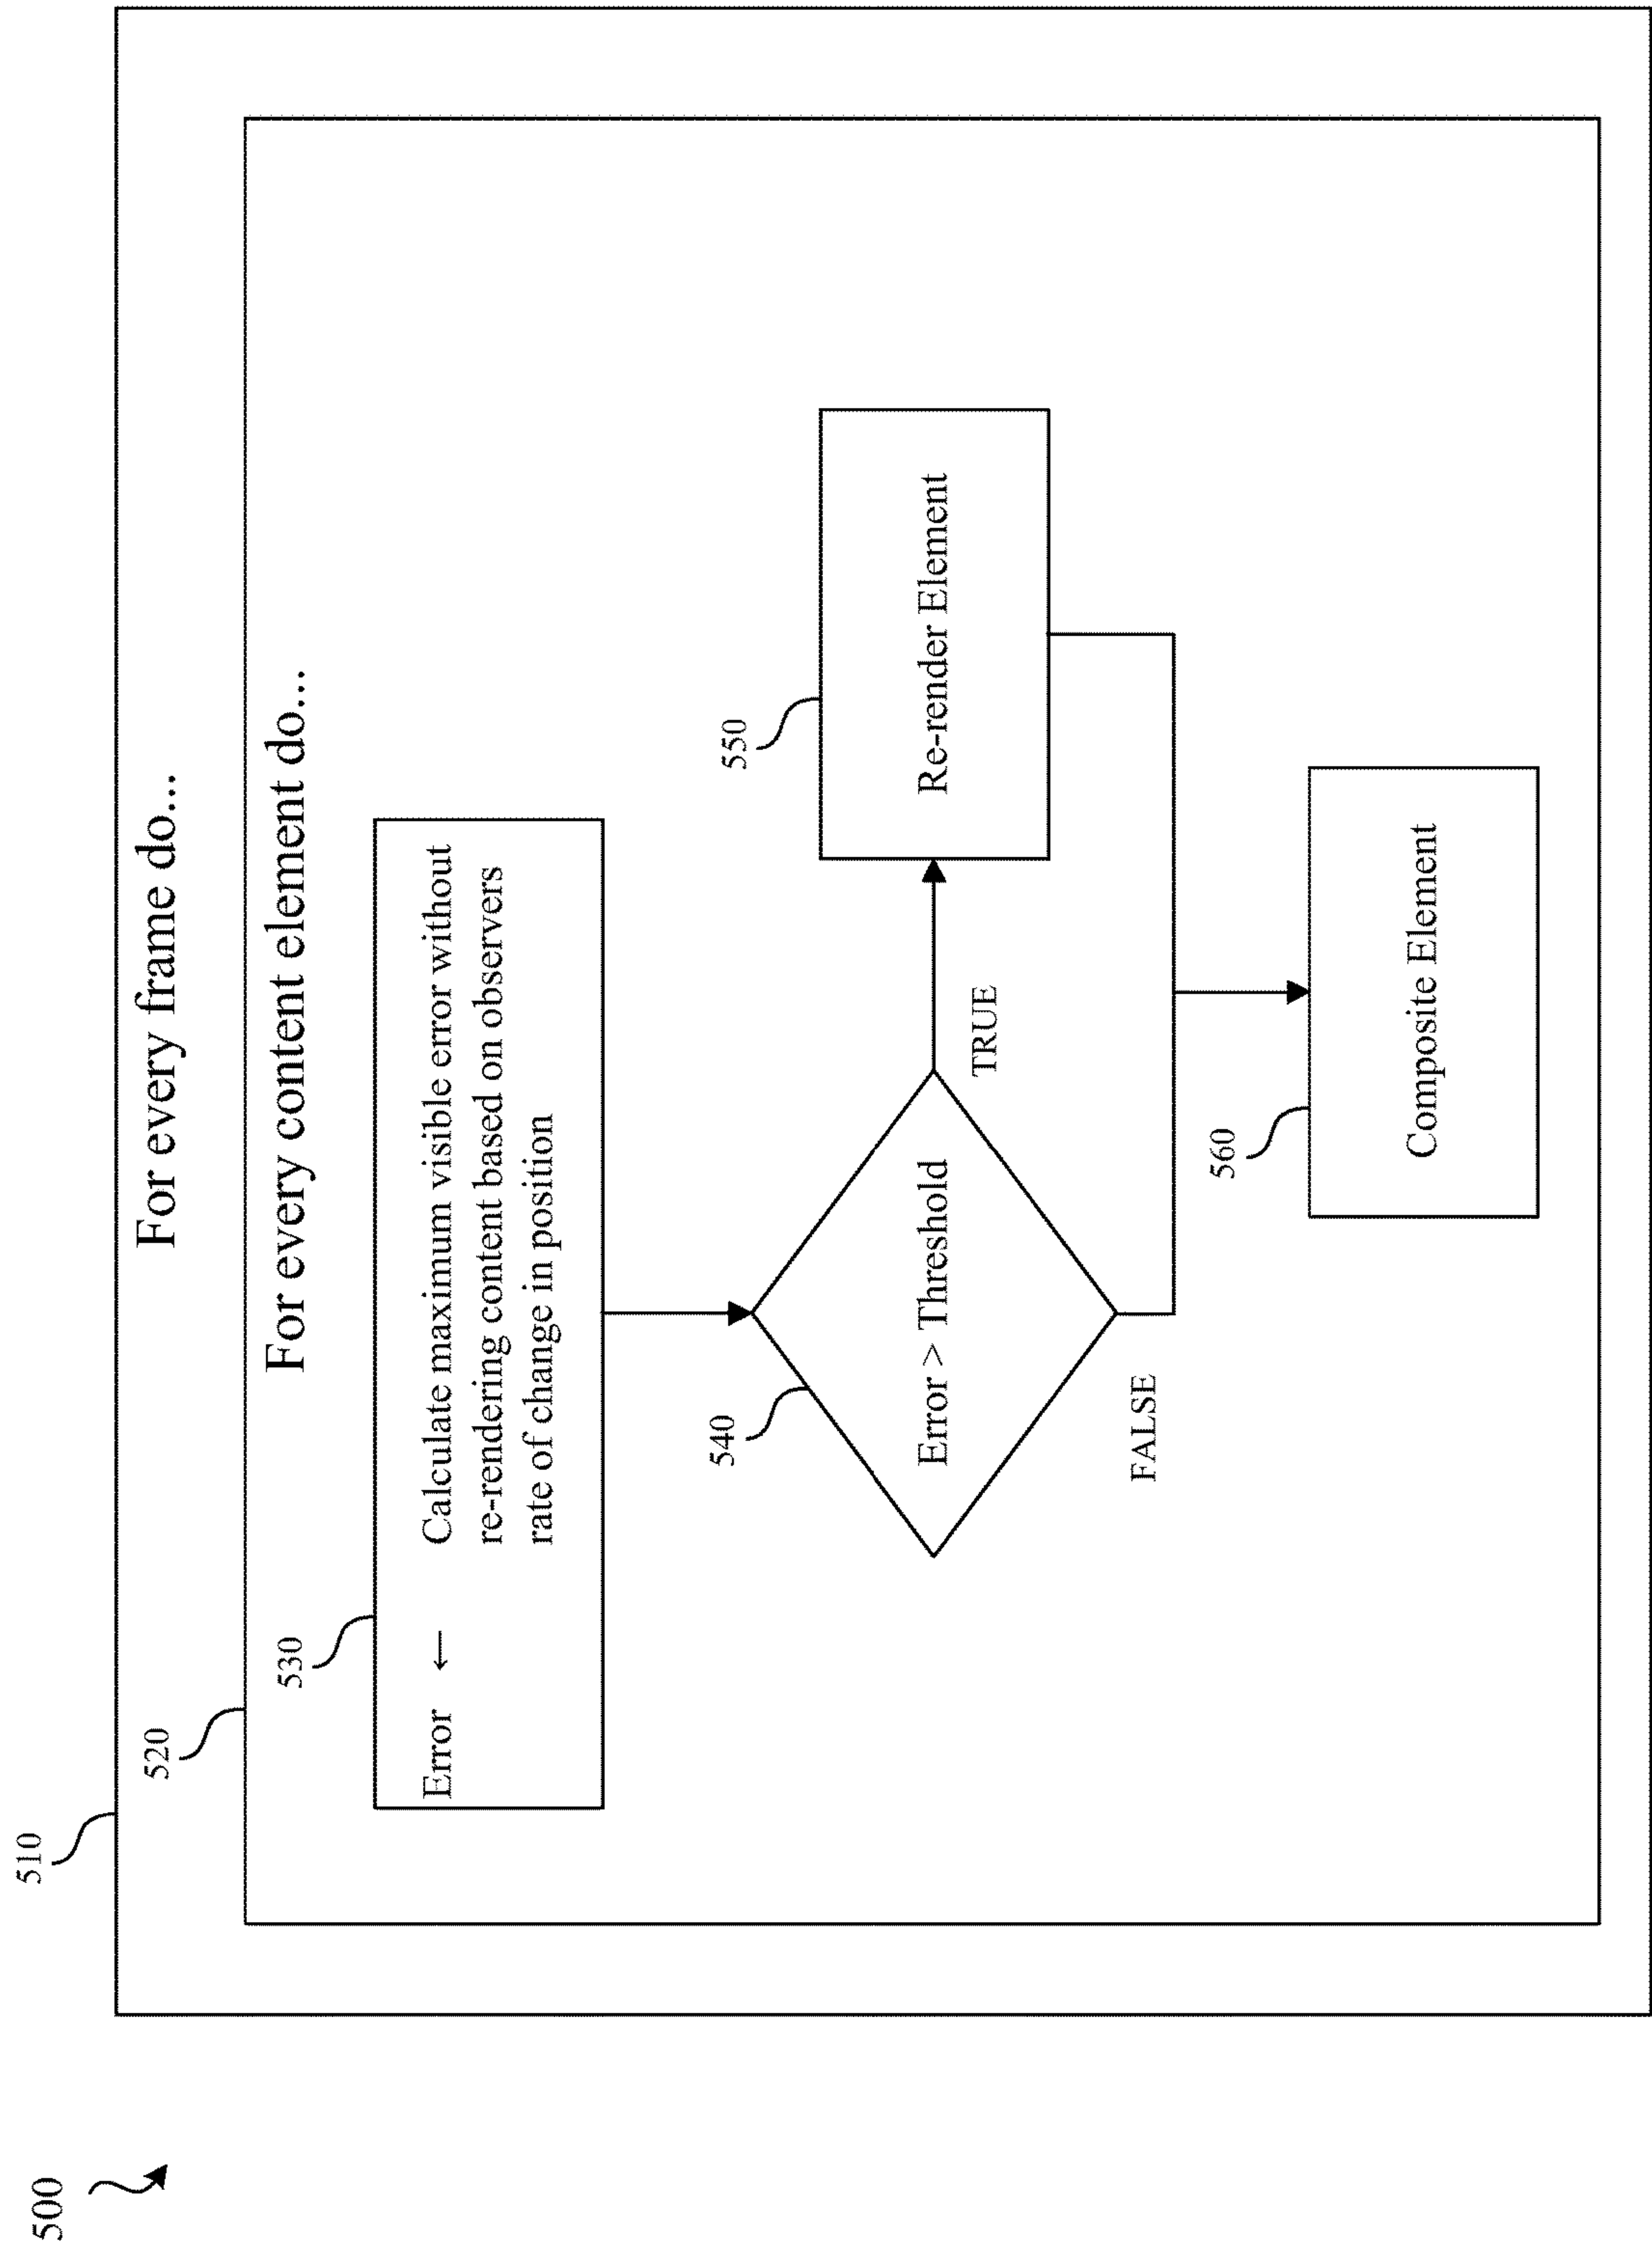 500
510
For every frame do...
520
For every content element do...
530
Error ← Calculate maximum visible error without
re-rendering content based on observers
rate of change in position
540
Error > Threshold
TRUE
FALSE
550
Re-render Element
560
Composite Element